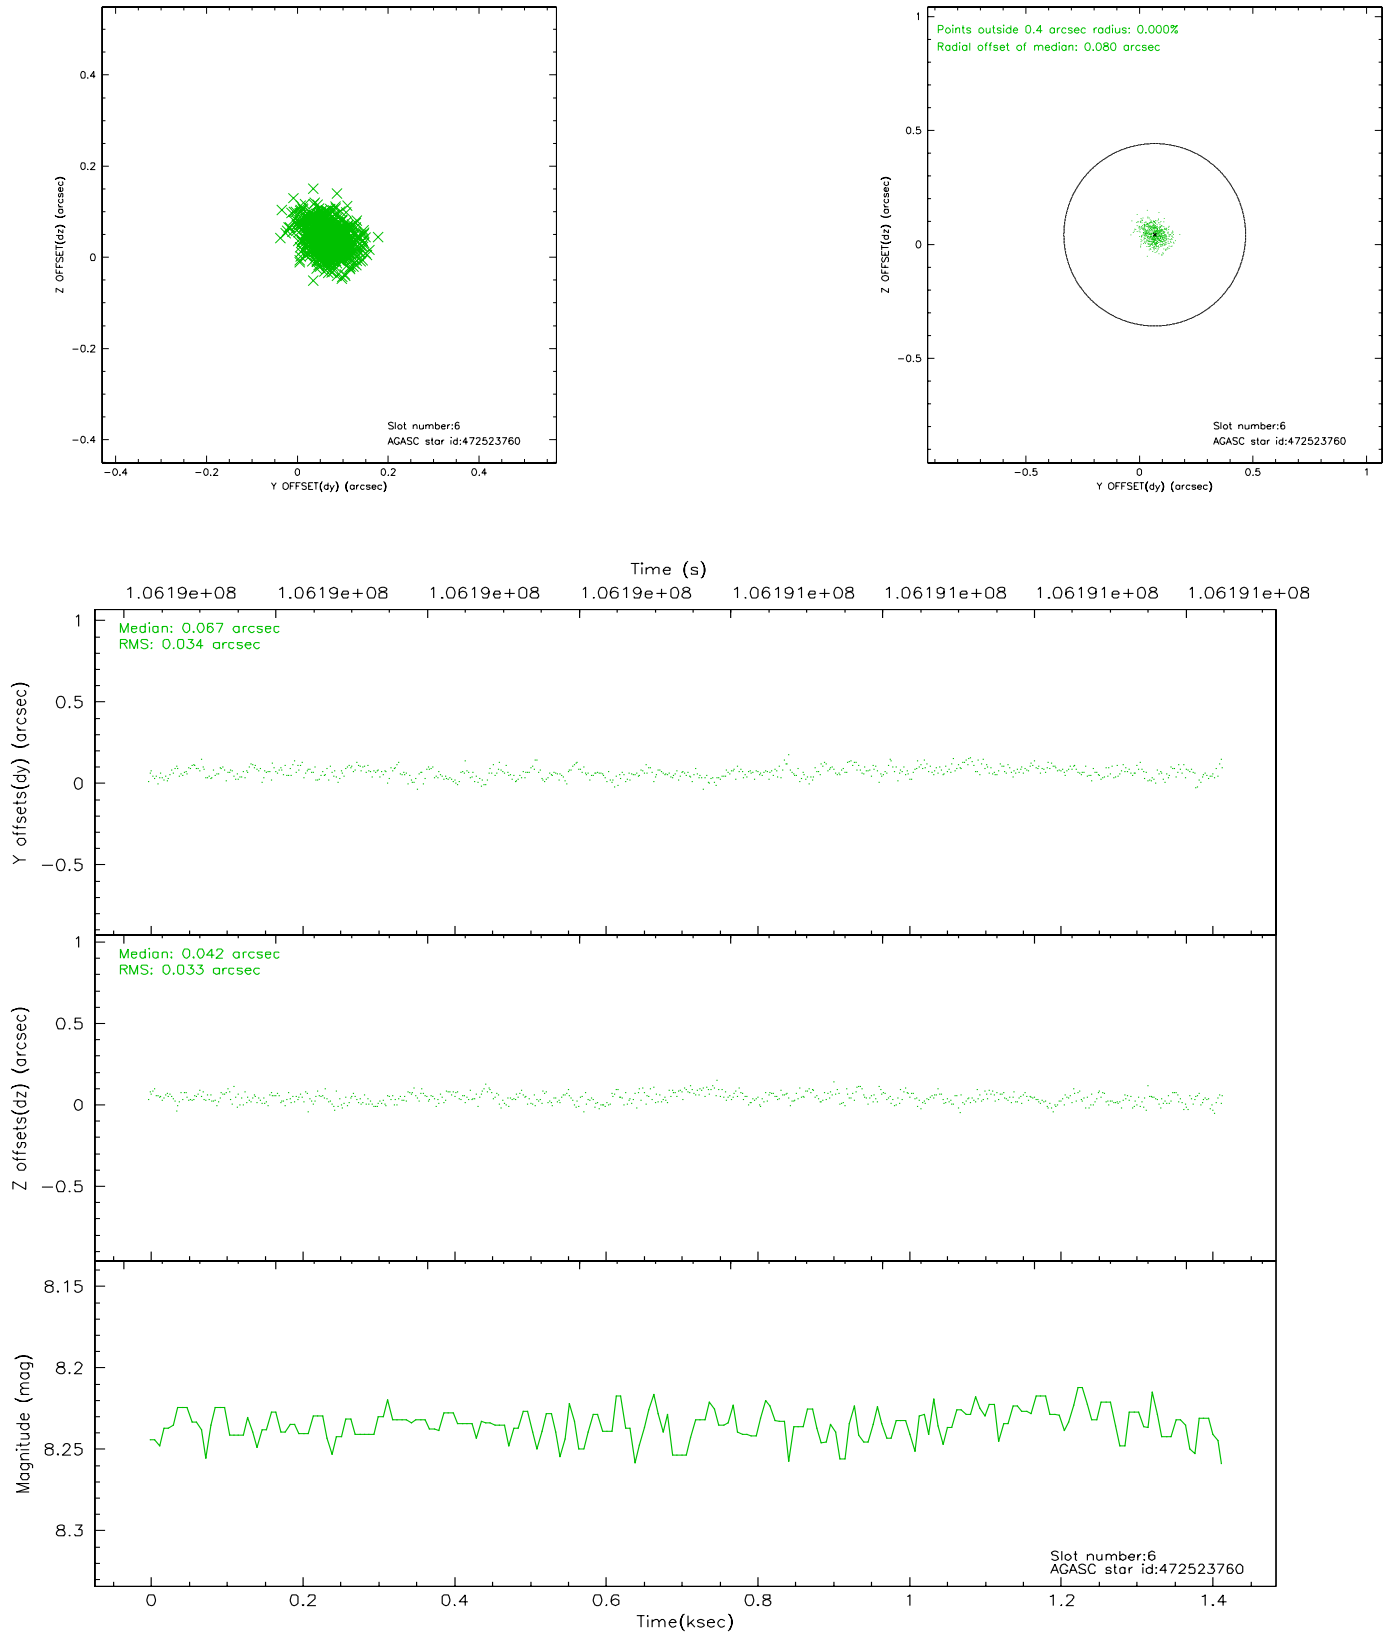 0.4
0.2
0
−0.2
−0.4
Z OFFSET(dz) (arcsec)
Slot number:6
AGASC star id:472523760
−0.4 −0.2 0 0.2 0.4
Y OFFSET(dy) (arcsec)
1
Points outside 0.4 arcsec radius: 0.000%
Radial offset of median: 0.080 arcsec
0.5
0
−0.5
Z OFFSET(dz) (arcsec)
Slot number:6
AGASC star id:472523760
−0.5 0 0.5 1
Y OFFSET(dy) (arcsec)
Time (s)
1.0619e+08 1.0619e+08 1.0619e+08 1.0619e+08 1.06191e+08 1.06191e+08 1.06191e+08 1.06191e+08
1
Median: 0.067 arcsec
RMS: 0.034 arcsec
0.5
0
−0.5
Y offsets(dy) (arcsec)
1
Median: 0.042 arcsec
RMS: 0.033 arcsec
0.5
0
−0.5
Z offsets(dz) (arcsec)
8.15
8.2
8.25
8.3
Magnitude (mag)
Slot number:6
AGASC star id:472523760
0 0.2 0.4 0.6 0.8 1 1.2 1.4
Time(ksec)